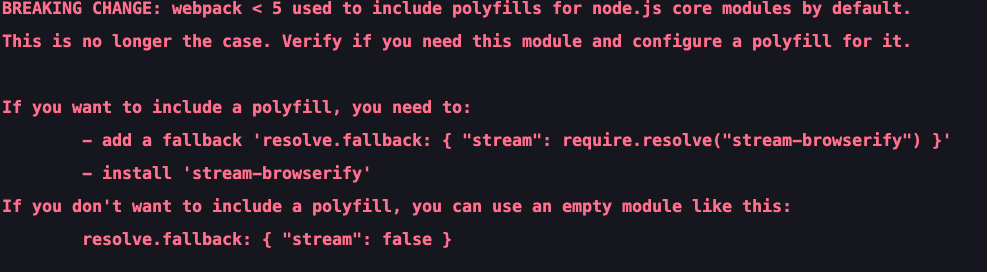 BREAKING CHANGE: webpack < 5 used to include polyfills for node.js core modules by default.
This is no longer the case. Verify if you need this module and configure a polyfill for it.
If you want to include a polyfill, you need to:
- add a fallback 'resolve.fallback: { "stream": require.resolve("stream-browserify") }'
- install 'stream-browserify'
If you don't want to include a polyfill, you can use an empty module like this:
resolve.fallback: { "stream": false }